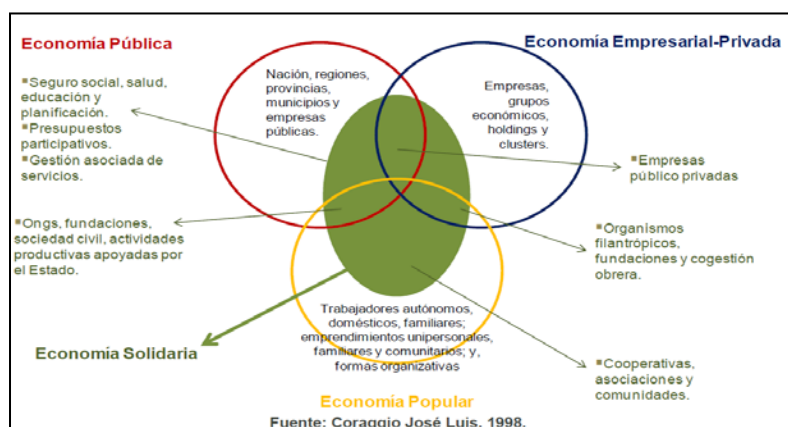 Economía Pública
Economía Empresarial-Privada
▪Seguro social, salud,
educación y
planificación.
▪Presupuestos
participativos.
▪Gestión asociada de
servicios.
Nación, regiones,
provincias,
municipios y
empresas
públicas.
Empresas,
grupos
económicos,
holdings y
clusters.
▪Empresas
público privadas
▪Ongs, fundaciones,
sociedad civil, actividades
productivas apoyadas por
el Estado.
▪Organismos
filantrópicos,
fundaciones y cogestión
obrera.
Trabajadores autónomos,
domésticos, familiares;
emprendimientos unipersonales,
familiares y comunitarios; y,
formas organizativas
Economía Solidaria
▪Cooperativas,
asociaciones y
comunidades.
Economía Popular
Fuente: Coraggio José Luis, 1998.